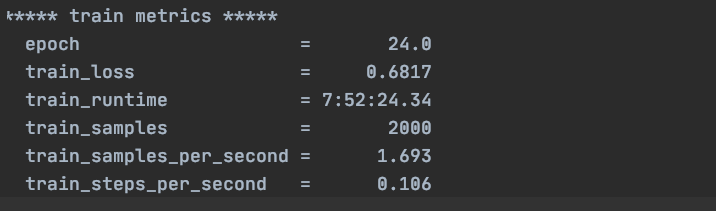 ***** train metrics *****
  epoch                    =       24.0
  train_loss               =     0.6817
  train_runtime            = 7:52:24.34
  train_samples            =       2000
  train_samples_per_second =      1.693
  train_steps_per_second   =      0.106